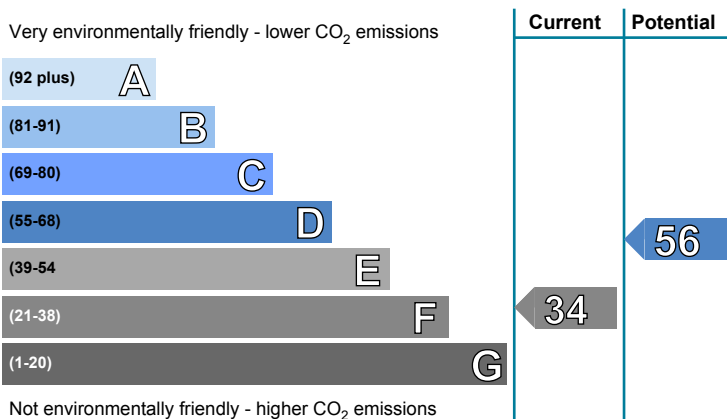 Current Potential
Very environmentally friendly - lower CO2 emissions
(92 plus) A
(81-91) B
(69-80) C
(55-68) D
56
(39-54 E
(21-38) F
34
(1-20) G
Not environmentally friendly - higher CO2 emissions